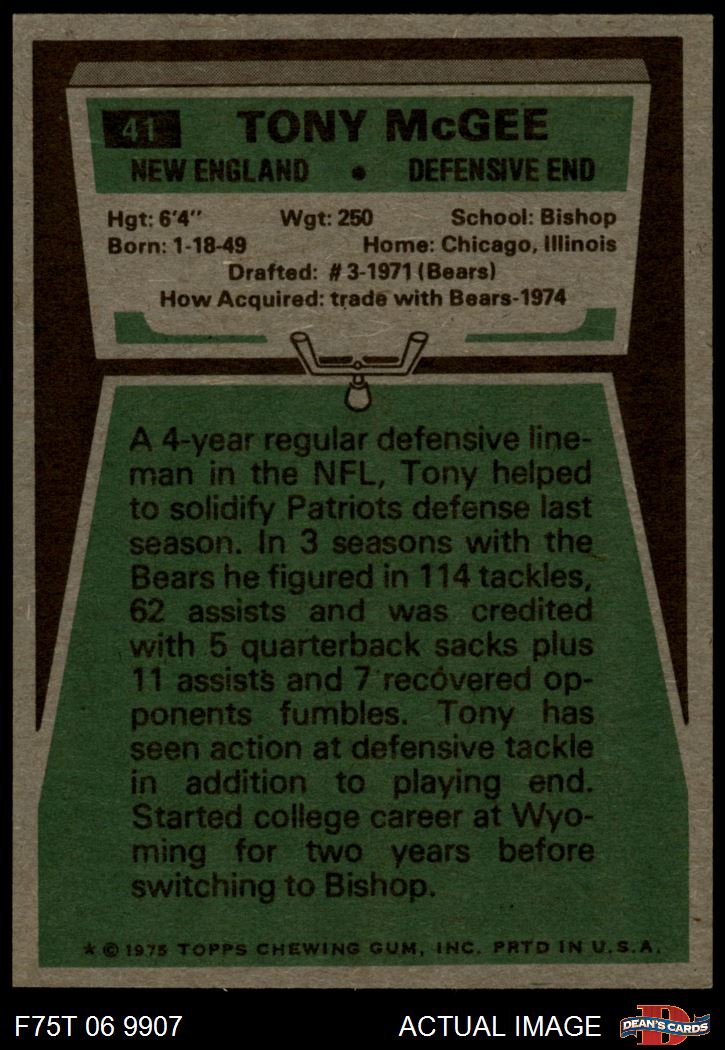 41 TONY McGEE
NEW ENGLAND • DEFENSIVE END
Hgt: 6'4" Wgt: 250 School: Bishop
Born: 1-18-49 Home: Chicago, Illinois
Drafted: #3-1971 (Bears)
How Acquired: trade with Bears-1974
A 4-year regular defensive line-
man in the NFL, Tony helped
to solidify Patriots defense last
season. In 3 seasons with the
Bears he figured in 114 tackles,
62 assists and was credited
with 5 quarterback sacks plus
11 assists and 7 recovered op-
ponents fumbles. Tony has
seen action at defensive tackle
in addition to playing end.
Started college career at Wyo-
ming for two years before
switching to Bishop.
* © 1975 TOPPS CHEWING GUM, INC. PRTD IN U.S.A.
F75T 06 9907 ACTUAL IMAGE D DEAN'S CARDS